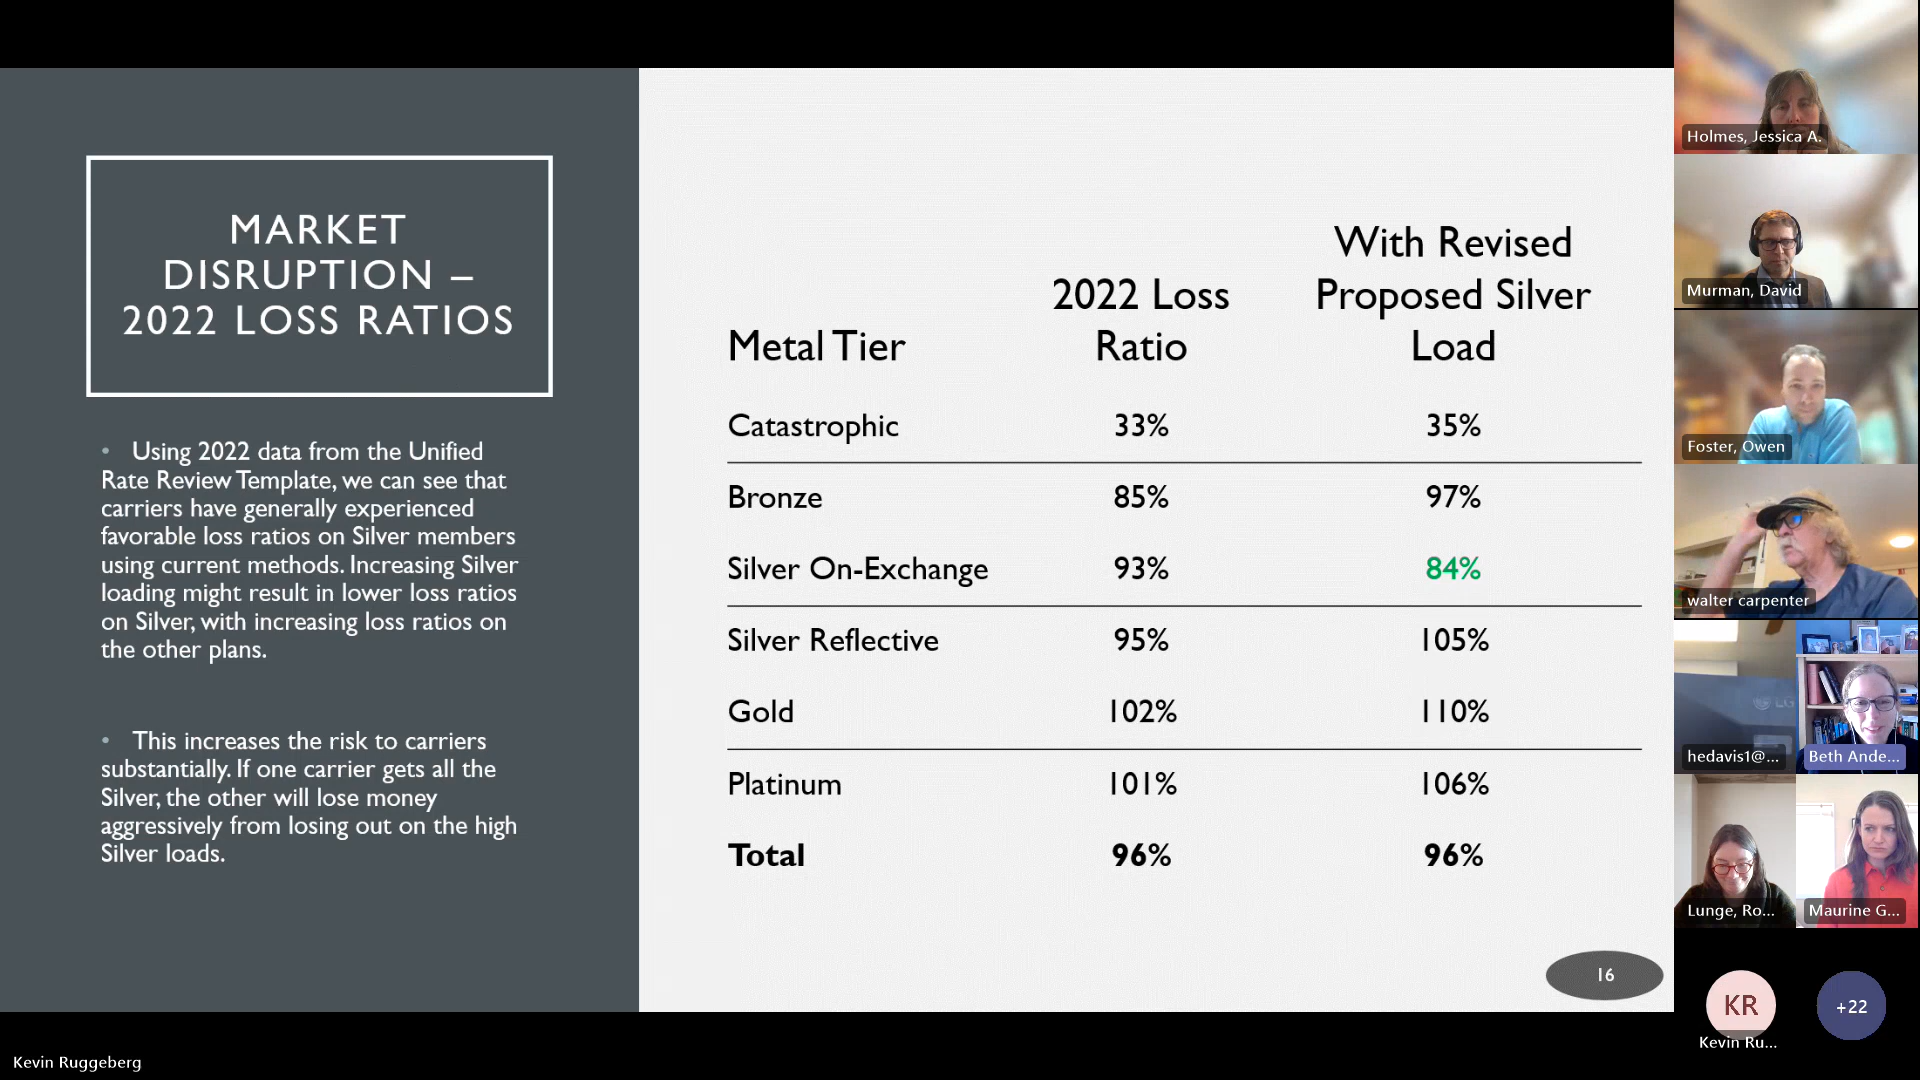 MARKET
DISRUPTION –
2022 LOSS RATIOS
• Using 2022 data from the Unified
Rate Review Template, we can see that
carriers have generally experienced
favorable loss ratios on Silver members
using current methods. Increasing Silver
loading might result in lower loss ratios
on Silver, with increasing loss ratios on
the other plans.
• This increases the risk to carriers
substantially. If one carrier gets all the
Silver, the other will lose money
aggressively from losing out on the high
Silver loads.
Metal Tier 2022 Loss Ratio With Revised Proposed Silver Load
Catastrophic 33% 35%
Bronze 85% 97%
Silver On-Exchange 93% 84%
Silver Reflective 95% 105%
Gold 102% 110%
Platinum 101% 106%
Total 96% 96%
16
Kevin Ruggeberg
Holmes, Jessica A.
Murman, David
Foster, Owen
walter carpenter
LG
hedavis1@...
Beth Ande...
Lunge, Ro...
Maurine G...
KR
Kevin Ru...
+22